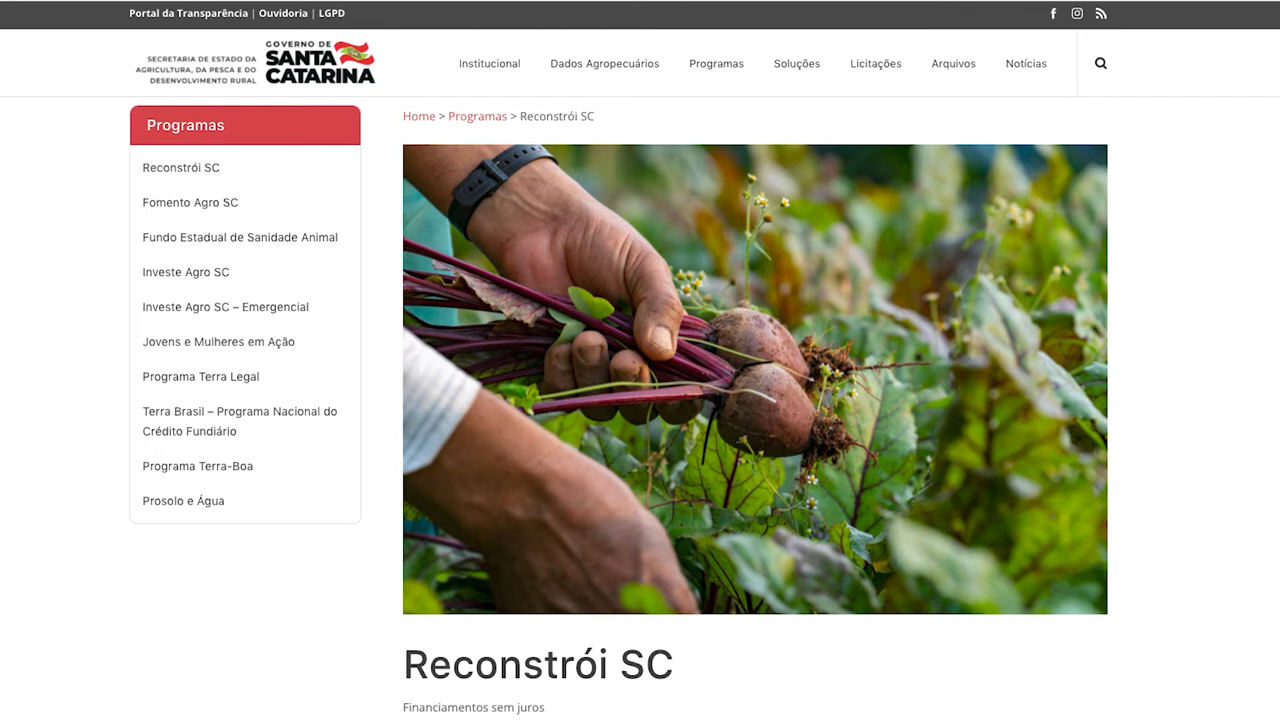 Portal da Transparência | Ouvidoria | LGPD
SECRETARIA DE ESTADO DA
AGRICULTURA, DA PESCA E DO
DESENVOLVIMENTO RURAL
GOVERNO DE
SANTA
CATARINA
Institucional
Dados Agropecuários
Programas
Soluções
Licitações
Arquivos
Notícias
Programas
Reconstrói SC
Fomento Agro SC
Fundo Estadual de Sanidade Animal
Investe Agro SC
Investe Agro SC – Emergencial
Jovens e Mulheres em Ação
Programa Terra Legal
Terra Brasil – Programa Nacional do
Crédito Fundiário
Programa Terra-Boa
Prosolo e Água
Home > Programas > Reconstrói SC
Reconstrói SC
Financiamentos sem juros